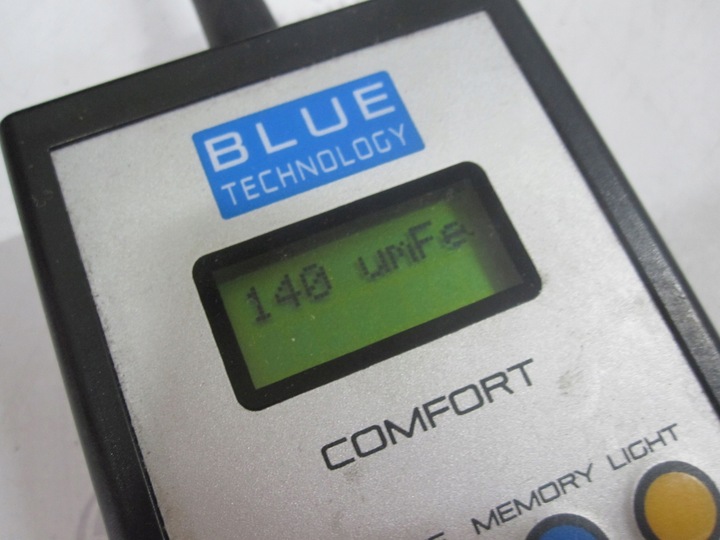 BLUE
TECHNOLOGY
140 umFe
COMFORT
MEMORY LIGHT